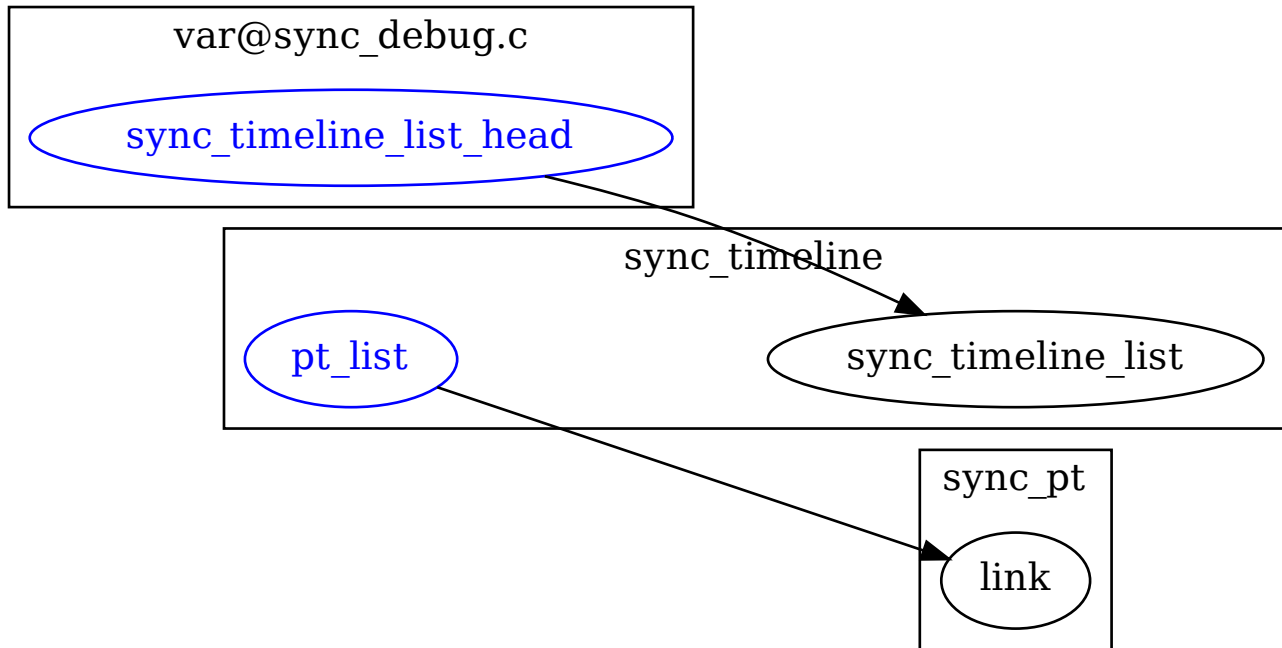 var@sync_debug.c
sync_timeline_list_head
sync_timeline
pt_list
sync_timeline_list
sync_pt
link